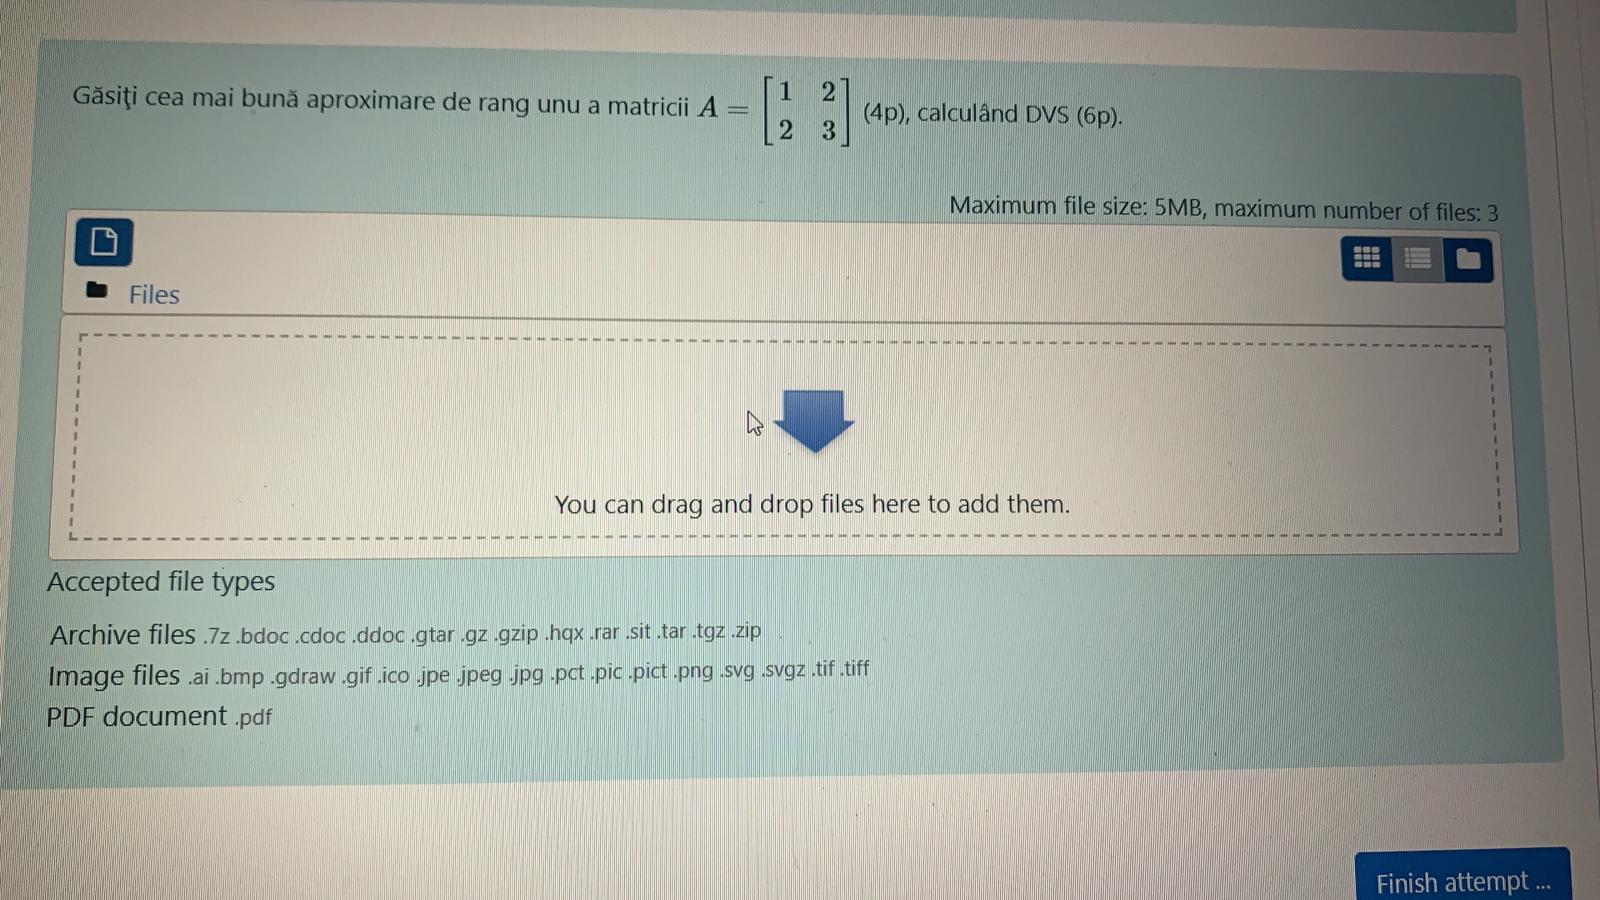 Găsiţi cea mai bună aproximare de rang unu a matricii A = [1 2; 2 3] (4p), calculând DVS (6p).
Maximum file size: 5MB, maximum number of files: 3
Files
You can drag and drop files here to add them.
Accepted file types
Archive files .7z .bdoc .cdoc .ddoc .gtar .gz .gzip .hqx .rar .sit .tar .tgz .zip
Image files .ai .bmp .gdraw .gif .ico .jpe .jpeg .jpg .pct .pic .pict .png .svg .svgz .tif .tiff
PDF document .pdf
Finish attempt ...